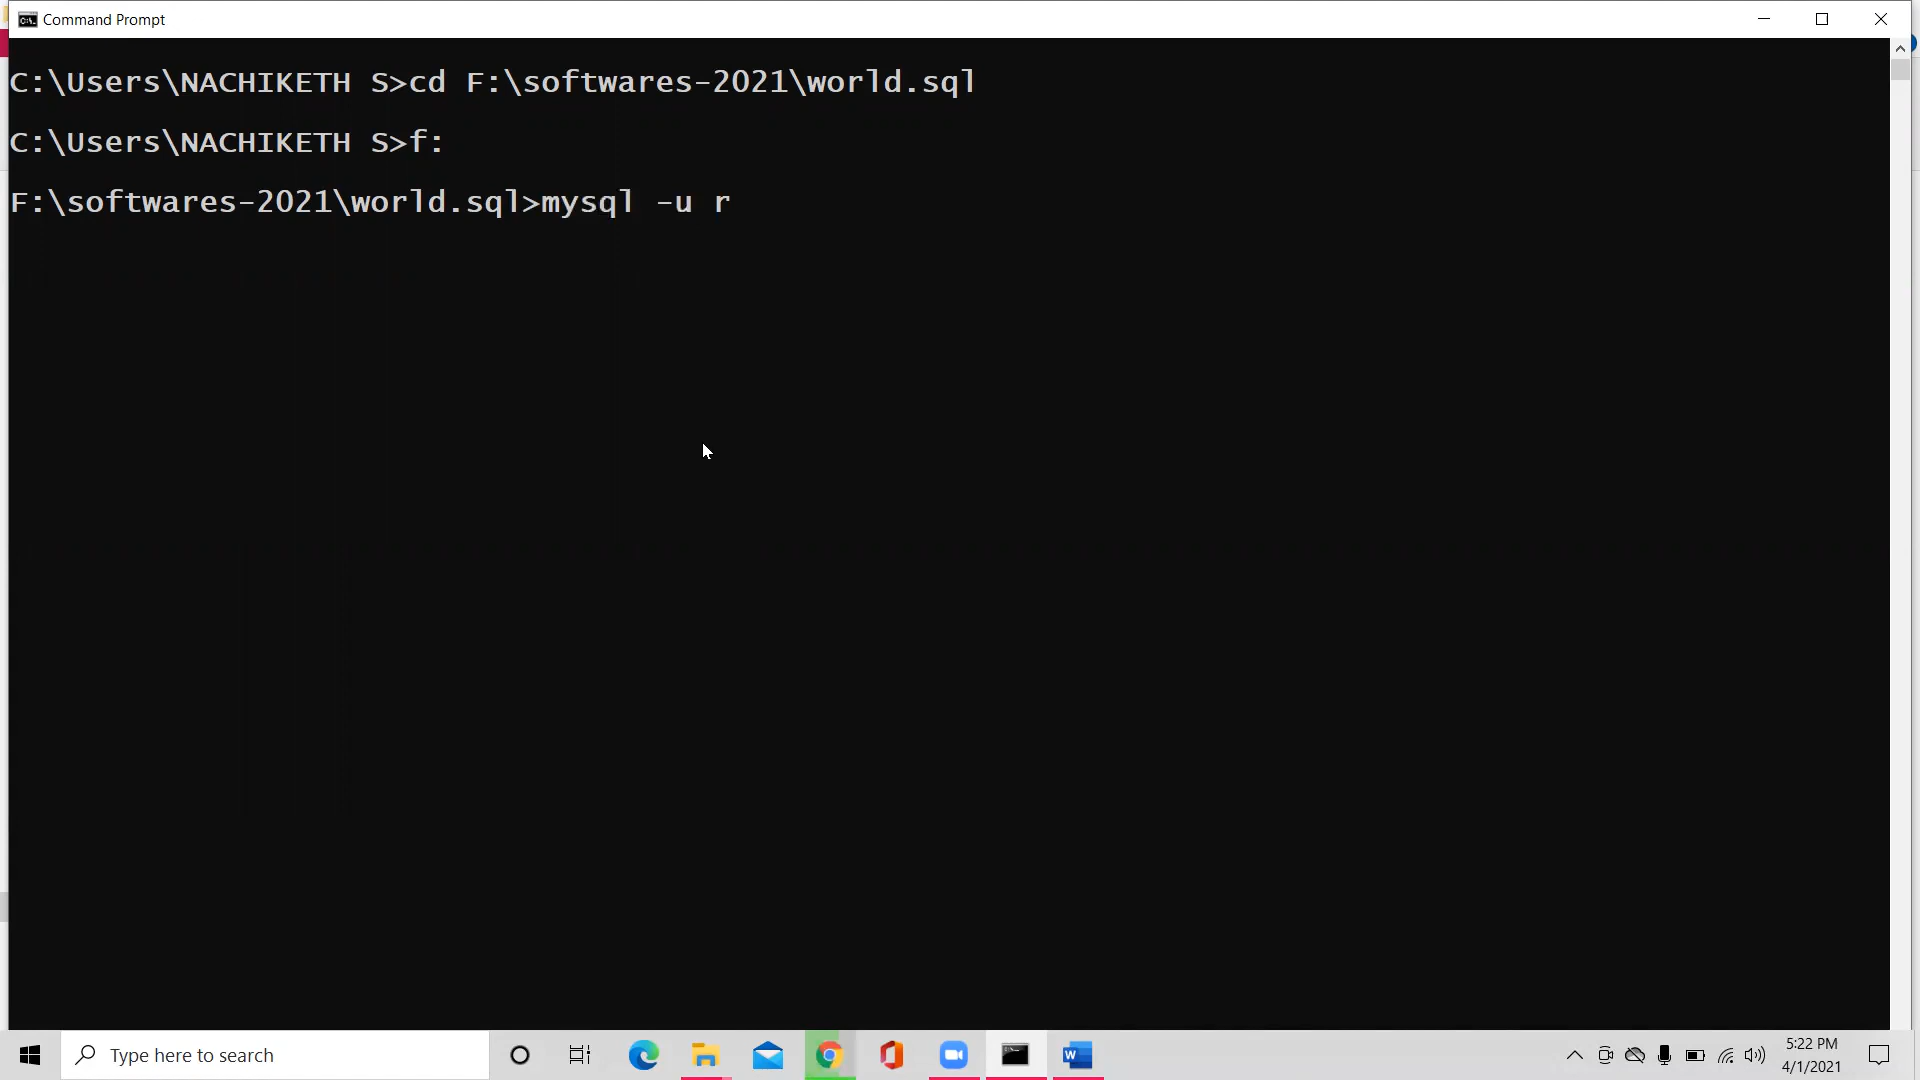 Command Prompt
C:\Users\NACHIKETH S>cd F:\softwares-2021\world.sql
C:\Users\NACHIKETH S>f:
F:\softwares-2021\world.sql>mysql -u r
Type here to search
5:22 PM
4/1/2021